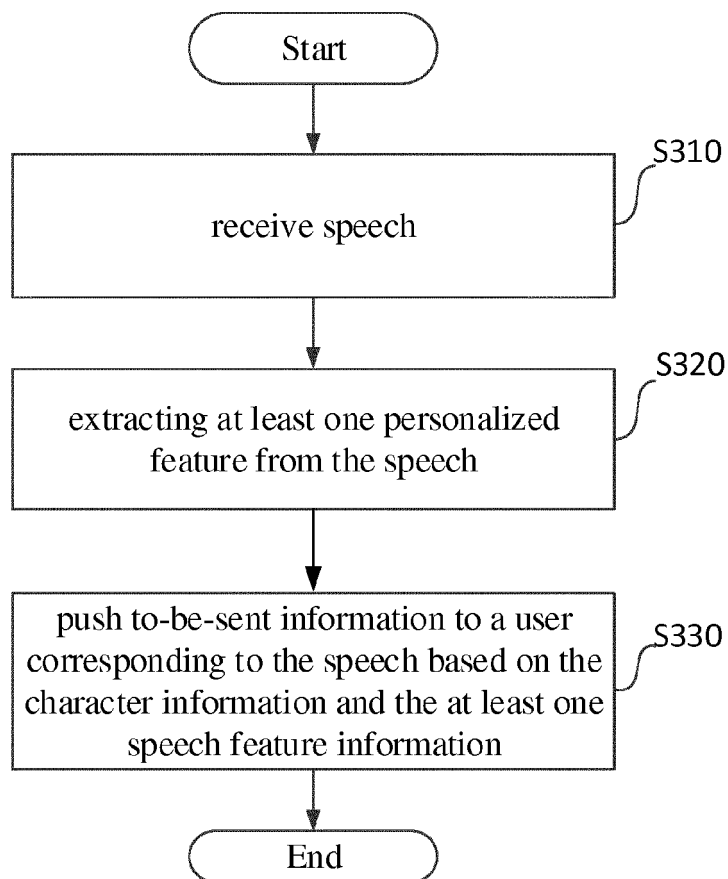 Start
S310
receive speech
S320
extracting at least one personalized
feature from the speech
S330
push to-be-sent information to a user
corresponding to the speech based on the
character information and the at least one
speech feature information
End